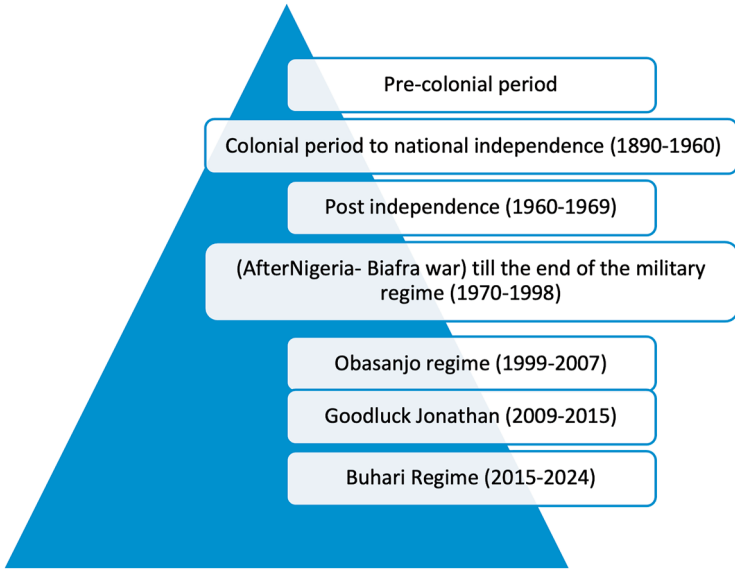 Pre-colonial period
Colonial period to national independence (1890-1960)
Post independence (1960-1969)
(AfterNigeria- Biafra war) till the end of the military
regime (1970-1998)
Obasanjo regime (1999-2007)
Goodluck Jonathan (2009-2015)
Buhari Regime (2015-2024)